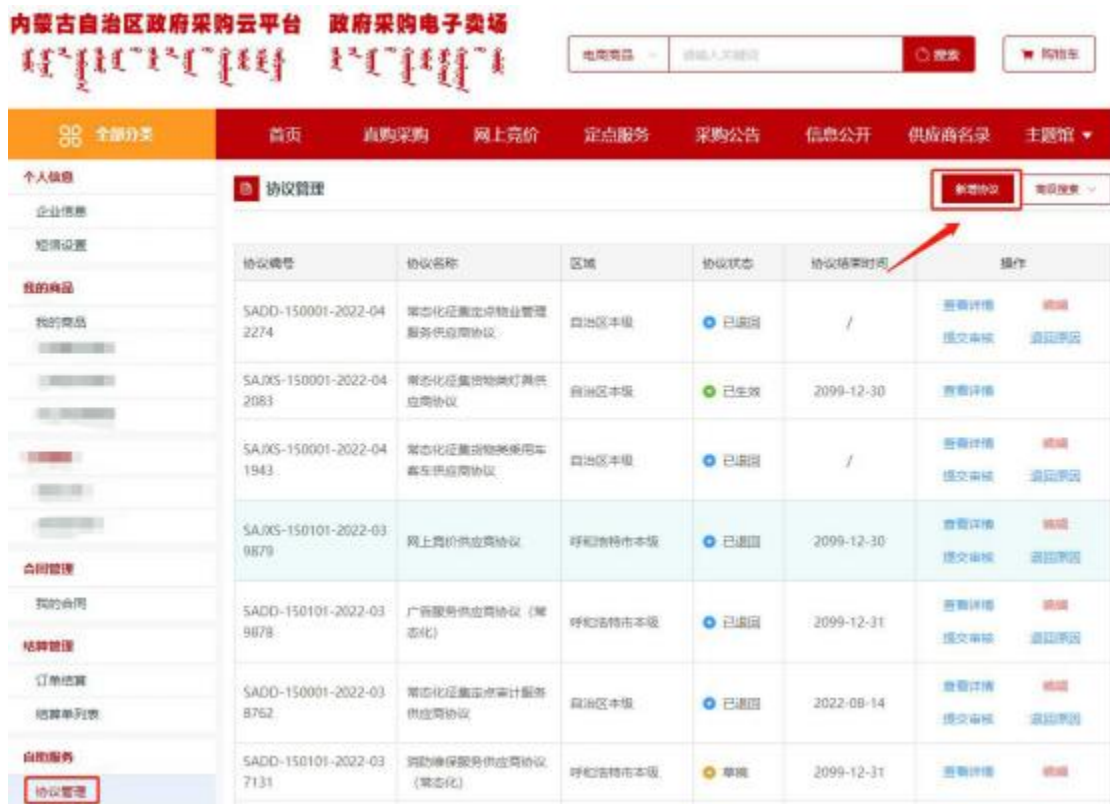 内蒙古自治区政府采购云平台 政府采购电子卖场
电商商品 请输入关键词 搜索 购物车
全部分类 首页 直购采购 网上竞价 定点服务 采购公告 信息公开 供应商名录 主题馆
个人信息
企业信息
短信设置
我的商品
我的商品
合同管理
我的合同
结算管理
订单结算
结算单列表
自助服务
协议管理
协议管理 新增协议 高级搜索
协议编号 协议名称 区域 协议状态 协议结束时间 操作
SADD-150001-2022-04 常态化征集定点物业管理 自治区本级 已退回 / 查看详情 编辑
2274 服务供应商协议 提交审核 退回原因
SAJXS-150001-2022-04 常态化征集货物类灯具供 自治区本级 已生效 2099-12-30 查看详情
2083 应商协议
SAJXS-150001-2022-04 常态化征集货物类乘用车 自治区本级 已退回 / 查看详情 编辑
1943 客车供应商协议 提交审核 退回原因
SAJXS-150101-2022-03 网上竞价供应商协议 呼和浩特市本级 已退回 2099-12-30 查看详情 编辑
9879 提交审核 退回原因
SADD-150101-2022-03 广告服务供应商协议（常 呼和浩特市本级 已退回 2099-12-31 查看详情 编辑
9878 态化） 提交审核 退回原因
SADD-150001-2022-03 常态化征集定点审计服务 自治区本级 已退回 2022-08-14 查看详情 编辑
8762 供应商协议 提交审核 退回原因
SADD-150101-2022-03 消防维保服务供应商协议 呼和浩特市本级 草稿 2099-12-31 查看详情 编辑
7131 （常态化）